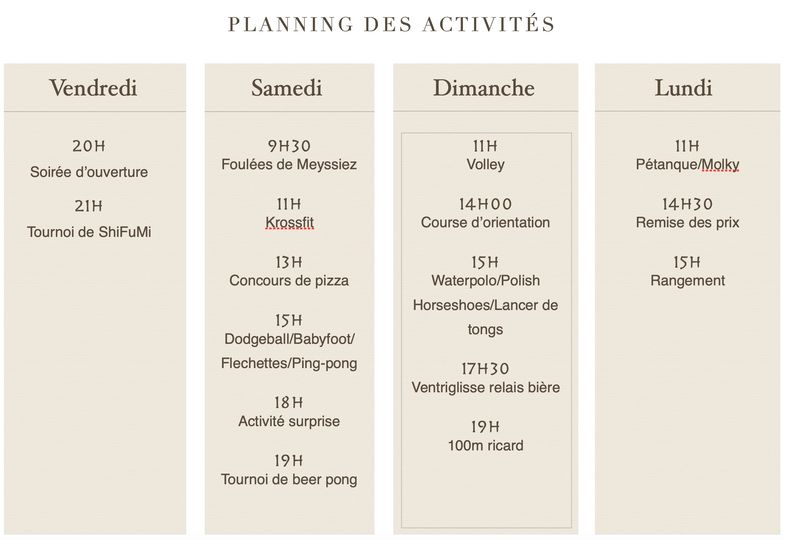 PLANNING DES ACTIVITÉS
Vendredi
20H
Soirée d'ouverture
21H
Tournoi de ShiFuMi
Samedi
9H30
Foulées de Meyssiez
11H
Krossfit
13H
Concours de pizza
15H
Dodgeball/Babyfoot/
Flechettes/Ping-pong
18H
Activité surprise
19H
Tournoi de beer pong
Dimanche
11H
Volley
14H00
Course d'orientation
15H
Waterpolo/Polish
Horseshoes/Lancer de
tongs
17H30
Ventriglisse relais bière
19H
100m ricard
Lundi
11H
Pétanque/Molky
14H30
Remise des prix
15H
Rangement